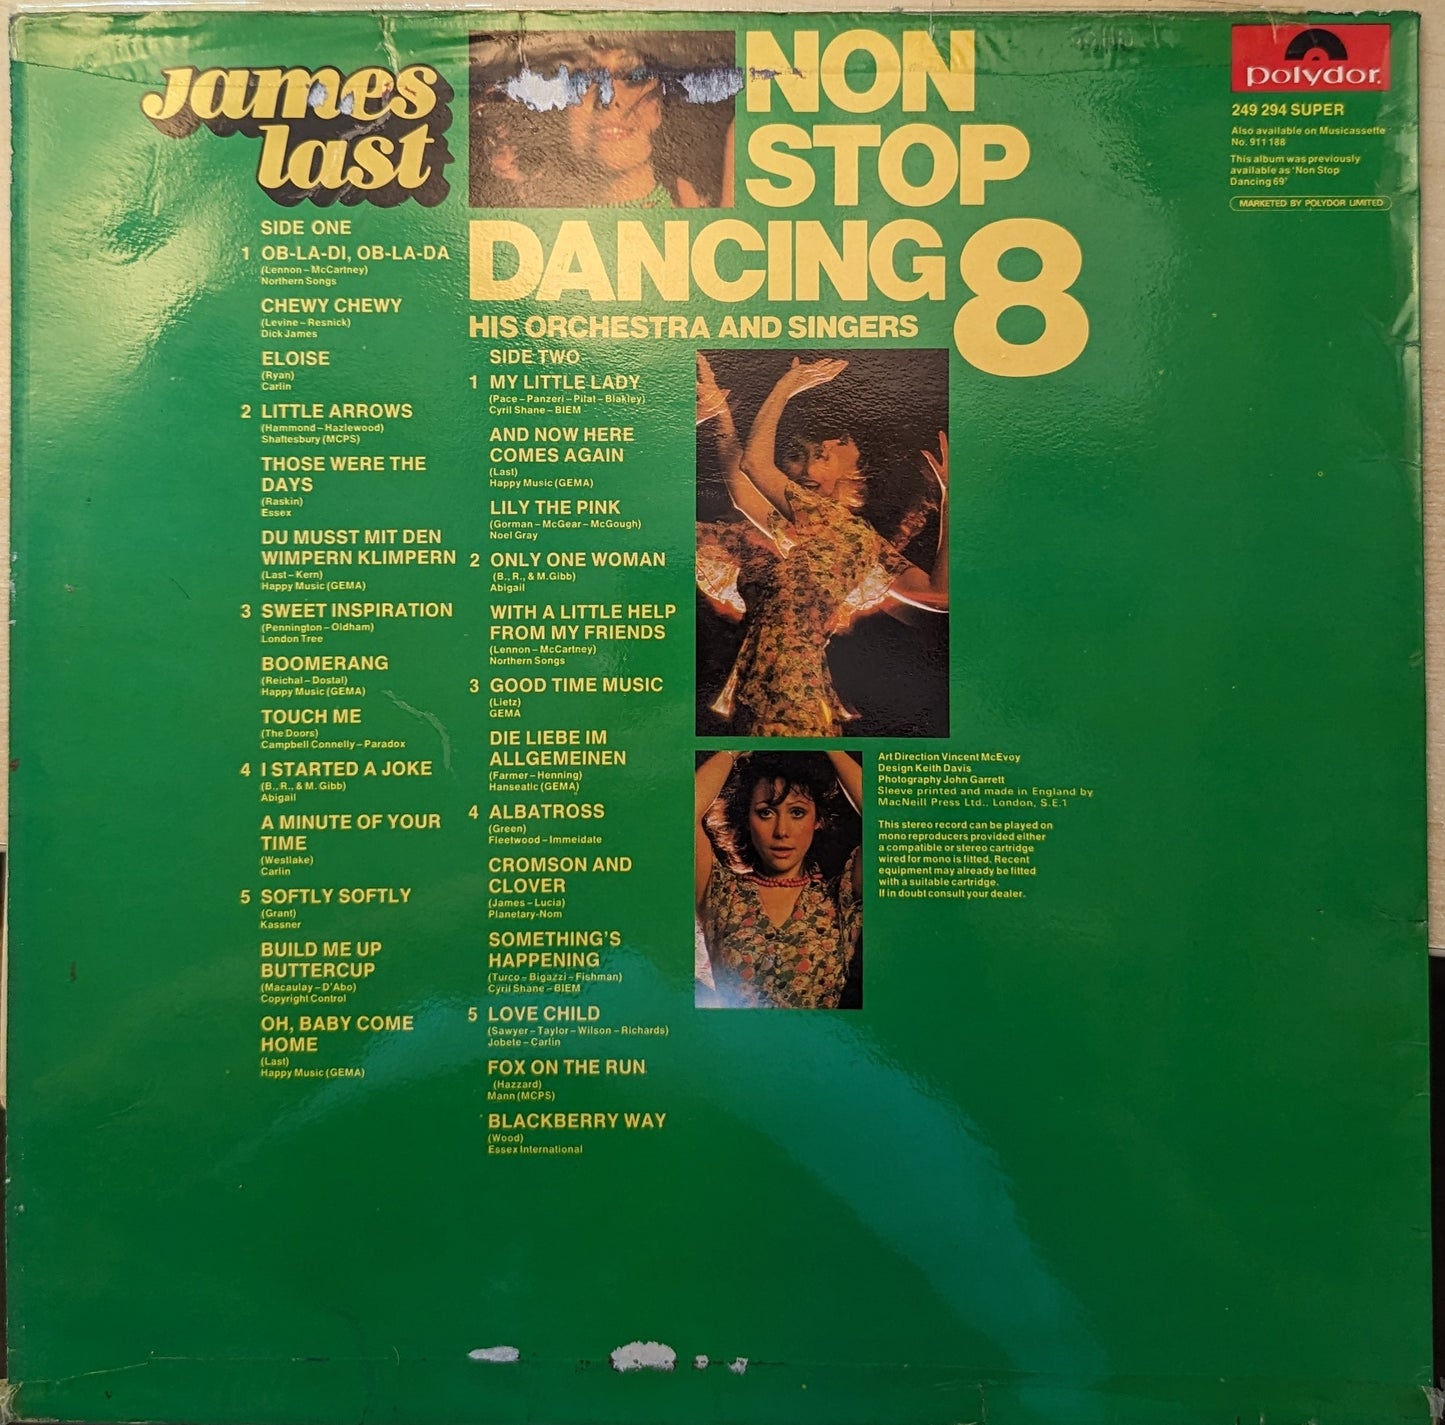 james
last
NON
STOP
DANCING 8
HIS ORCHESTRA AND SINGERS
polydor
249 294 SUPER
Also available on Musicassette
No. 911 188
This album was previously
available as 'Non Stop
Dancing 69'
MARKETED BY POLYDOR LIMITED
SIDE ONE
1 OB-LA-DI, OB-LA-DA
(Lennon – McCartney)
Northern Songs
CHEWY CHEWY
(Levine – Resnick)
Dick James
ELOISE
(Ryan)
Carlin
2 LITTLE ARROWS
(Hammond – Hazlewood)
Shaftesbury (MCPS)
THOSE WERE THE
DAYS
(Raskin)
Essex
DU MUSST MIT DEN
WIMPERN KLIMPERN
(Last – Kern)
Happy Music (GEMA)
3 SWEET INSPIRATION
(Pennington – Oldham)
London Tree
BOOMERANG
(Reichal – Dostal)
Happy Music (GEMA)
TOUCH ME
(The Doors)
Campbell Connelly – Paradox
4 I STARTED A JOKE
(B., R., & M. Gibb)
Abigail
A MINUTE OF YOUR
TIME
(Westlake)
Carlin
5 SOFTLY SOFTLY
(Grant)
Kassner
BUILD ME UP
BUTTERCUP
(Macaulay – D'Abo)
Copyright Control
OH, BABY COME
HOME
(Last)
Happy Music (GEMA)
SIDE TWO
1 MY LITTLE LADY
(Pace – Panzeri – Pilat – Blakley)
Cyril Shane – BIEM
AND NOW HERE
COMES AGAIN
(Last)
Happy Music (GEMA)
LILY THE PINK
(Gorman – McGear – McGough)
Noel Gray
2 ONLY ONE WOMAN
(B., R., & M. Gibb)
Abigail
WITH A LITTLE HELP
FROM MY FRIENDS
(Lennon – McCartney)
Northern Songs
3 GOOD TIME MUSIC
(Lietz)
GEMA
DIE LIEBE IM
ALLGEMEINEN
(Farmer – Henning)
Hanseatic (GEMA)
4 ALBATROSS
(Green)
Fleetwood – Immeidate
CROMSON AND
CLOVER
(James – Lucia)
Planetary-Nom
SOMETHING'S
HAPPENING
(Turco – Bigazzi – Fishman)
Cyril Shane – BIEM
5 LOVE CHILD
(Sawyer – Taylor – Wilson – Richards)
Jobete – Carlin
FOX ON THE RUN
(Hazzard)
Mann (MCPS)
BLACKBERRY WAY
(Wood)
Essex International
Art Direction Vincent McEvoy
Design Keith Davis
Photography John Garrett
Sleeve printed and made in England by
MacNeill Press Ltd., London, S.E.1
This stereo record can be played on
mono reproducers provided either
a compatible or stereo cartridge
wired for mono is fitted. Recent
equipment may already be fitted
with a suitable cartridge.
If in doubt consult your dealer.